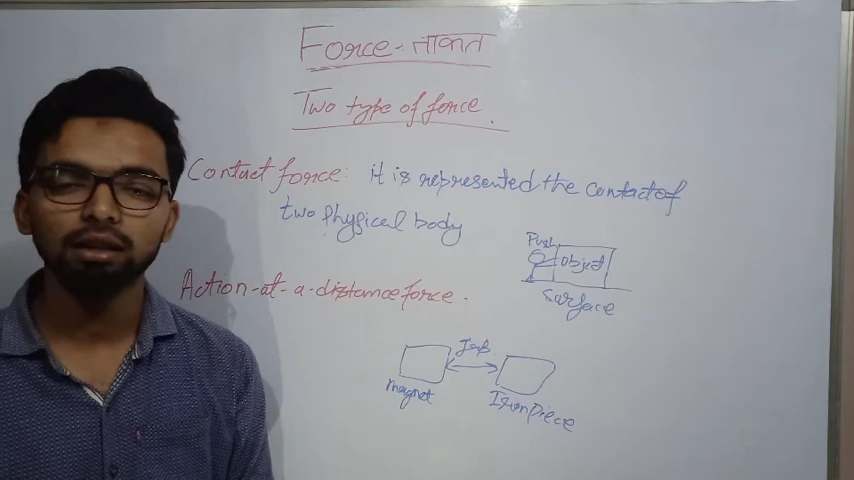 Force - ताकत
Two type of force
Contact force: it is represented the contact of
two physical body
Push
Object
Surface
Action-at-a-distance force.
magnet
Iron piece